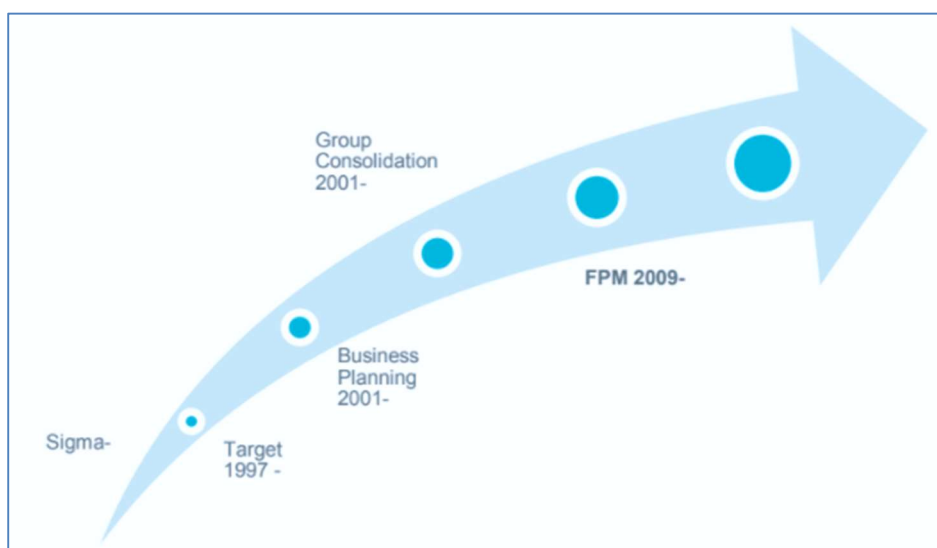 Group
Consolidation
2001-
FPM 2009-
Business
Planning
2001-
Sigma-
Target
1997 -